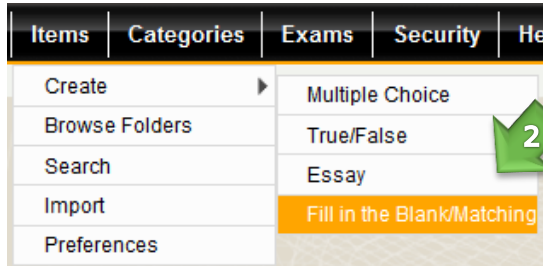 Items Categories Exams Security He
Create
Browse Folders
Search
Import
Preferences
Multiple Choice
True/False
Essay
Fill in the Blank/Matching
2